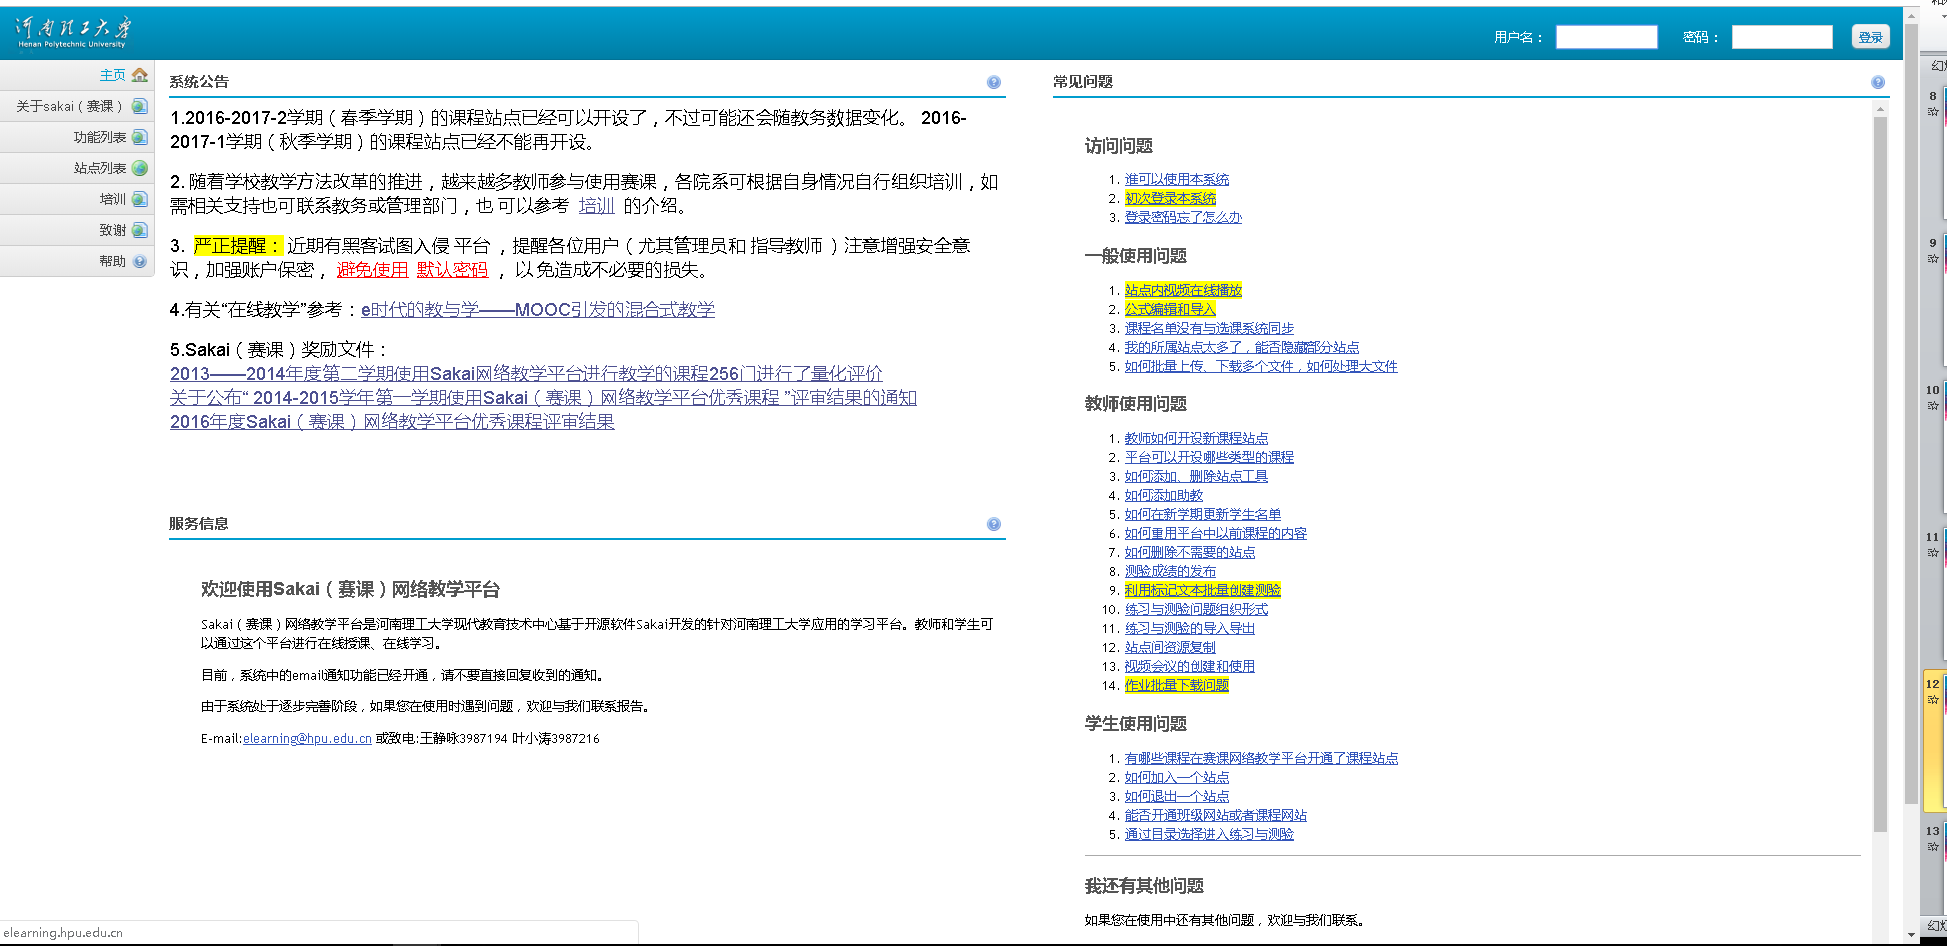 河南理工大学
Henan Polytechnic University
用户名：
密码：
登录
主页
关于sakai（赛课）
功能列表
站点列表
培训
致谢
帮助
系统公告
1.2016-2017-2学期（春季学期）的课程站点已经可以开设了，不过可能还会随教务数据变化。 2016-
2017-1学期（秋季学期）的课程站点已经不能再开设。
2. 随着学校教学方法改革的推进，越来越多教师参与使用赛课，各院系可根据自身情况自行组织培训，如
需相关支持也可联系教务或管理部门，也 可以参考 培训 的介绍。
3. 严正提醒： 近期有黑客试图入侵 平台 ，提醒各位用户（尤其管理员和 指导教师 ）注意增强安全意
识，加强账户保密， 避免使用 默认密码 ， 以 免造成不必要的损失。
4.有关“在线教学”参考：e时代的教与学——MOOC引发的混合式教学
5.Sakai（赛课）奖励文件：
2013——2014年度第二学期使用Sakai网络教学平台进行教学的课程256门进行了量化评价
关于公布“ 2014-2015学年第一学期使用Sakai（赛课）网络教学平台优秀课程 ”评审结果的通知
2016年度Sakai（赛课）网络教学平台优秀课程评审结果
服务信息
欢迎使用Sakai（赛课）网络教学平台
Sakai（赛课）网络教学平台是河南理工大学现代教育技术中心基于开源软件Sakai开发的针对河南理工大学应用的学习平台。教师和学生可
以通过这个平台进行在线授课、在线学习。
目前，系统中的email通知功能已经开通，请不要直接回复收到的通知。
由于系统处于逐步完善阶段，如果您在使用时遇到问题，欢迎与我们联系报告。
E-mail:elearning@hpu.edu.cn 或致电:王静咏3987194 叶小涛3987216
常见问题
访问问题
1. 谁可以使用本系统
2. 初次登录本系统
3. 登录密码忘了怎么办
一般使用问题
1. 站点内视频在线播放
2. 公式编辑和导入
3. 课程名单没有与选课系统同步
4. 我的所属站点太多了，能否隐藏部分站点
5. 如何批量上传、下载多个文件，如何处理大文件
教师使用问题
1. 教师如何开设新课程站点
2. 平台可以开设哪些类型的课程
3. 如何添加、删除站点工具
4. 如何添加助教
5. 如何在新学期更新学生名单
6. 如何重用平台中以前课程的内容
7. 如何删除不需要的站点
8. 测验成绩的发布
9. 利用标记文本批量创建测验
10. 练习与测验问题组织形式
11. 练习与测验的导入导出
12. 站点间资源复制
13. 视频会议的创建和使用
14. 作业批量下载问题
学生使用问题
1. 有哪些课程在赛课网络教学平台开通了课程站点
2. 如何加入一个站点
3. 如何退出一个站点
4. 能否开通班级网站或者课程网站
5. 通过目录选择进入练习与测验
我还有其他问题
如果您在使用中还有其他问题，欢迎与我们联系。
elearning.hpu.edu.cn
8
9
10
11
12
13